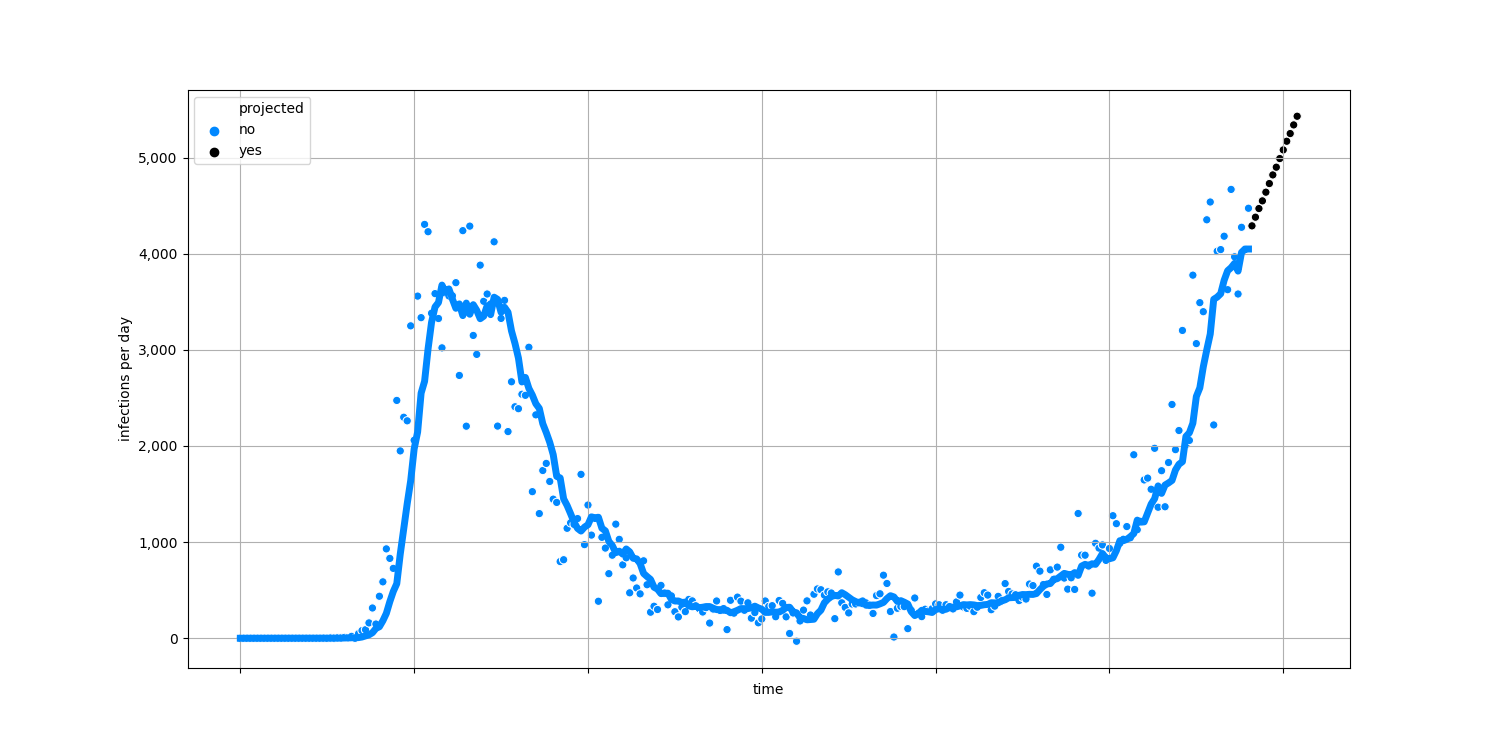 projected
no
yes
5,000
4,000
3,000
2,000
1,000
0
infections per day
time